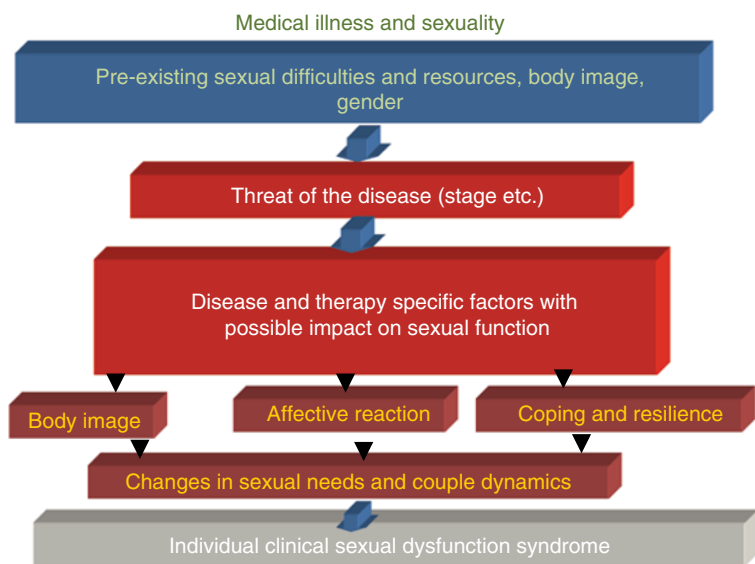 Medical illness and sexuality
Pre-existing sexual difficulties and resources, body image,
gender
Threat of the disease (stage etc.)
Disease and therapy specific factors with
possible impact on sexual function
Body image
Affective reaction
Coping and resilience
Changes in sexual needs and couple dynamics
Individual clinical sexual dysfunction syndrome